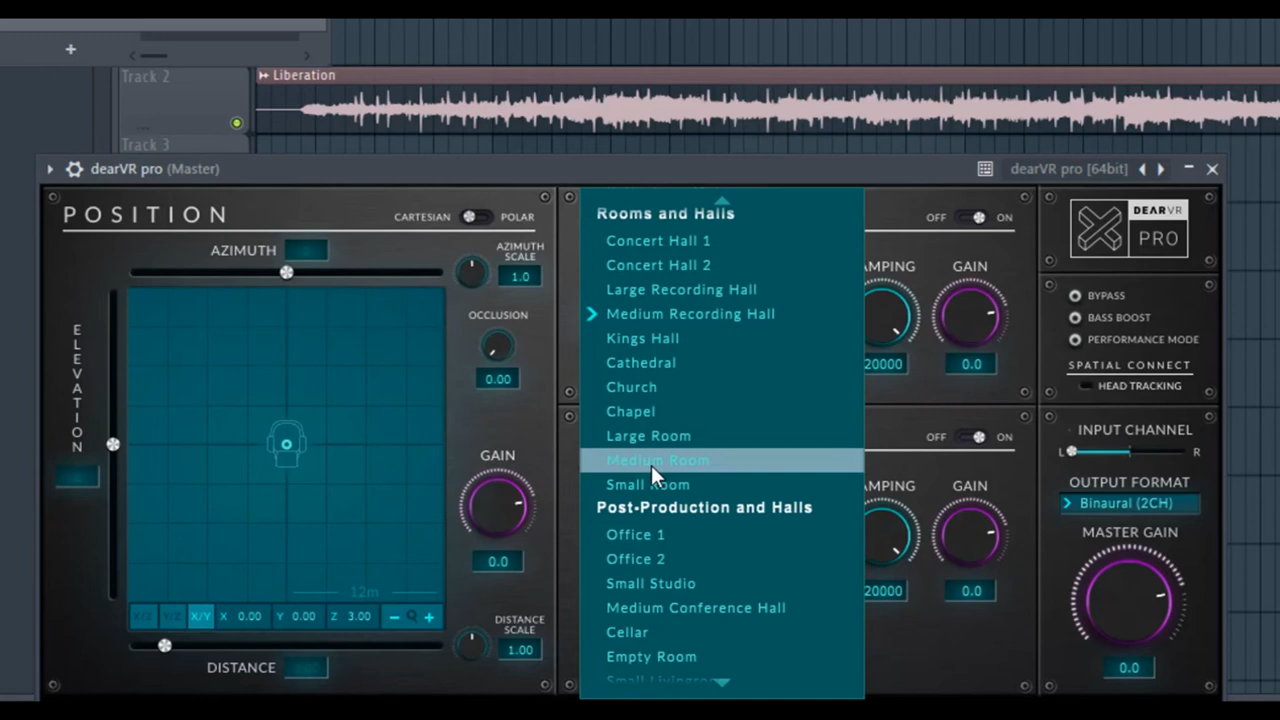 +
Track 2
Liberation
Track 3
dearVR pro (Master)
dearVR pro [64bit]
POSITION
CARTESIAN
POLAR
AZIMUTH
AZIMUTH
SCALE
1.0
OCCLUSION
0.00
ELEVATION
GAIN
0.0
12m
X/Z Y/Z X/Y X 0.00 Y 0.00 Z 3.00
DISTANCE
SCALE
1.00
DISTANCE
Rooms and Halls
Concert Hall 1
Concert Hall 2
Large Recording Hall
Medium Recording Hall
Kings Hall
Cathedral
Church
Chapel
Large Room
Medium Room
Small Room
Post-Production and Halls
Office 1
Office 2
Small Studio
Medium Conference Hall
Cellar
Empty Room
OFF ON
AMPING
GAIN
20000
0.0
OFF ON
AMPING
GAIN
20000
0.0
DEARVR
PRO
BYPASS
BASS BOOST
PERFORMANCE MODE
SPATIAL CONNECT
HEAD TRACKING
INPUT CHANNEL
L R
OUTPUT FORMAT
Binaural (2CH)
MASTER GAIN
0.0